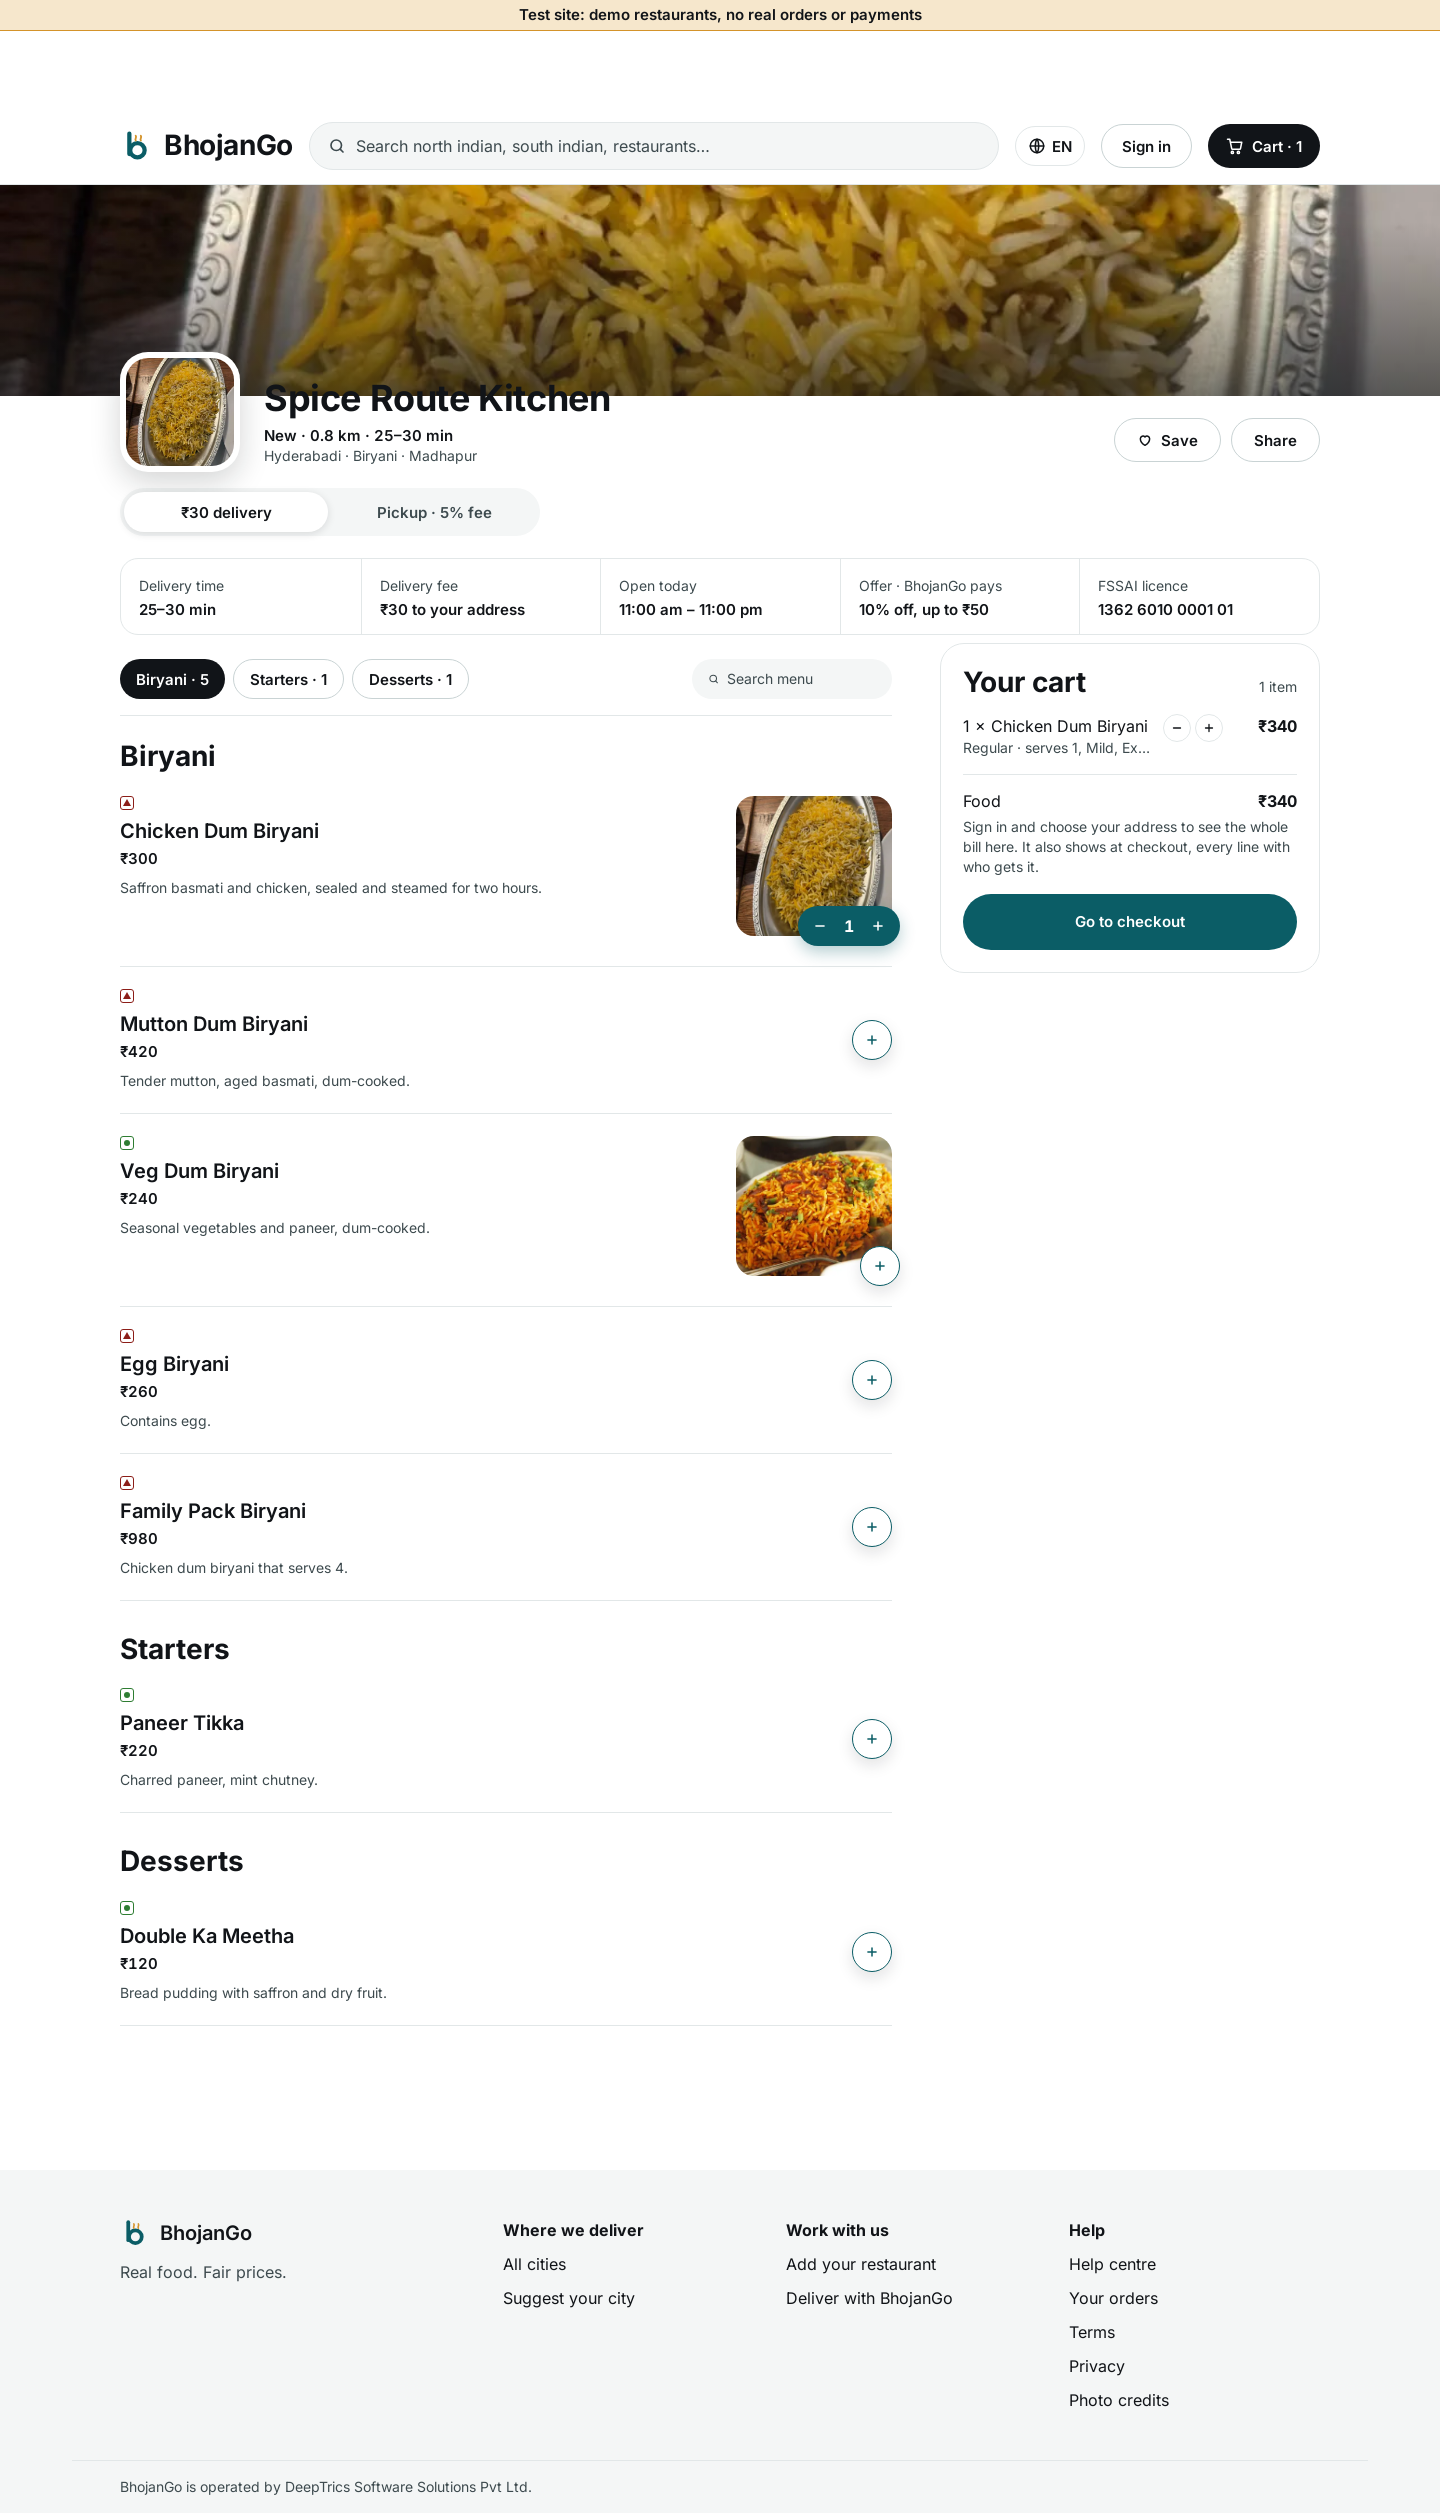 Test site: demo restaurants, no real orders or payments
BhojanGo
Search north indian, south indian, restaurants...
EN
Sign in
Cart · 1
Spice Route Kitchen
New · 0.8 km · 25–30 min
Hyderabadi · Biryani · Madhapur
Save
Share
₹30 delivery
Pickup · 5% fee
Delivery time
25–30 min
Delivery fee
₹30 to your address
Open today
11:00 am – 11:00 pm
Offer · BhojanGo pays
10% off, up to ₹50
FSSAI licence
1362 6010 0001 01
Biryani · 5
Starters · 1
Desserts · 1
Search menu
Biryani
Chicken Dum Biryani
₹300
Saffron basmati and chicken, sealed and steamed for two hours.
− 1 +
Mutton Dum Biryani
₹420
Tender mutton, aged basmati, dum-cooked.
+
Veg Dum Biryani
₹240
Seasonal vegetables and paneer, dum-cooked.
+
Egg Biryani
₹260
Contains egg.
+
Family Pack Biryani
₹980
Chicken dum biryani that serves 4.
+
Starters
Paneer Tikka
₹220
Charred paneer, mint chutney.
+
Desserts
Double Ka Meetha
₹120
Bread pudding with saffron and dry fruit.
+
Your cart
1 item
1 × Chicken Dum Biryani
− +
₹340
Regular · serves 1, Mild, Ex...
Food
₹340
Sign in and choose your address to see the whole
bill here. It also shows at checkout, every line with
who gets it.
Go to checkout
BhojanGo
Real food. Fair prices.
Where we deliver
All cities
Suggest your city
Work with us
Add your restaurant
Deliver with BhojanGo
Help
Help centre
Your orders
Terms
Privacy
Photo credits
BhojanGo is operated by DeepTrics Software Solutions Pvt Ltd.